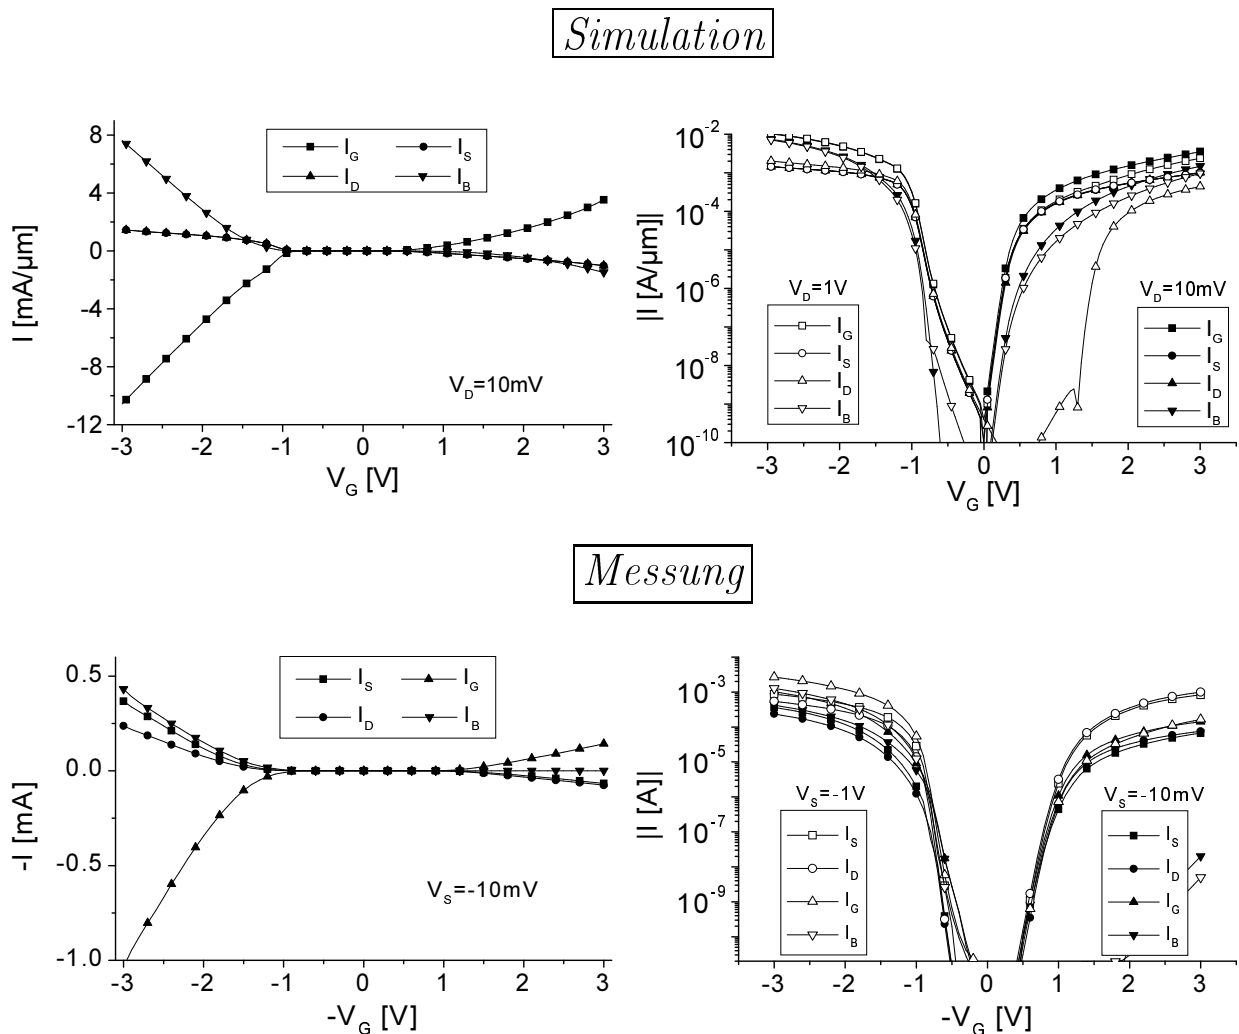 Simulation
I [mA/µm]
8
4
0
-4
-8
-12
I_G I_S
I_D I_B
V_D=10mV
-3 -2 -1 0 1 2 3
V_G [V]
|I [A/µm]|
10^-2
10^-4
10^-6
10^-8
10^-10
V_D=1V
I_G
I_S
I_D
I_B
V_D=10mV
I_G
I_S
I_D
I_B
-3 -2 -1 0 1 2 3
V_G [V]
Messung
-I [mA]
0.5
0.0
-0.5
-1.0
I_S I_G
I_D I_B
V_S=-10mV
-3 -2 -1 0 1 2 3
-V_G [V]
|I [A]|
10^-3
10^-5
10^-7
10^-9
V_S=-1V
I_S
I_D
I_G
I_B
V_S=-10mV
I_S
I_D
I_G
I_B
-3 -2 -1 0 1 2 3
-V_G [V]